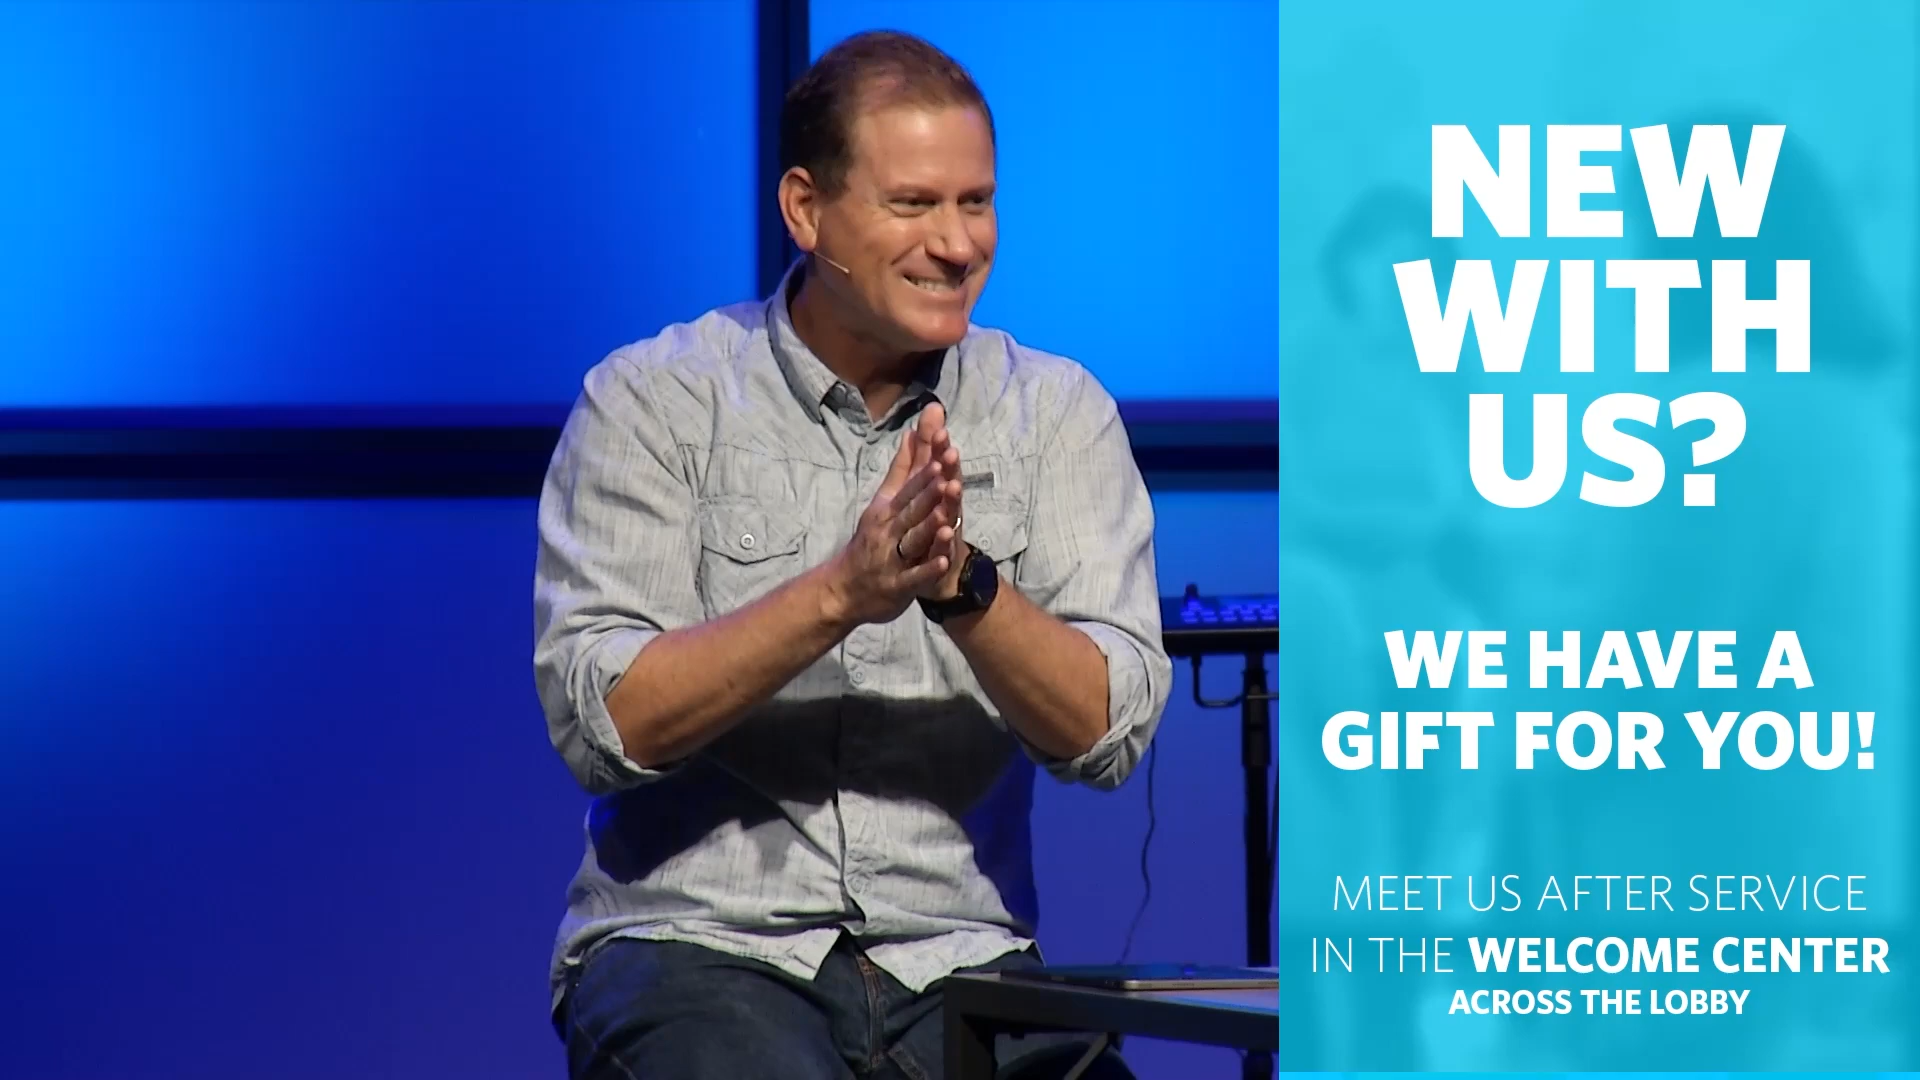 NEW
WITH
US?
WE HAVE A
GIFT FOR YOU!
MEET US AFTER SERVICE
IN THE WELCOME CENTER
ACROSS THE LOBBY